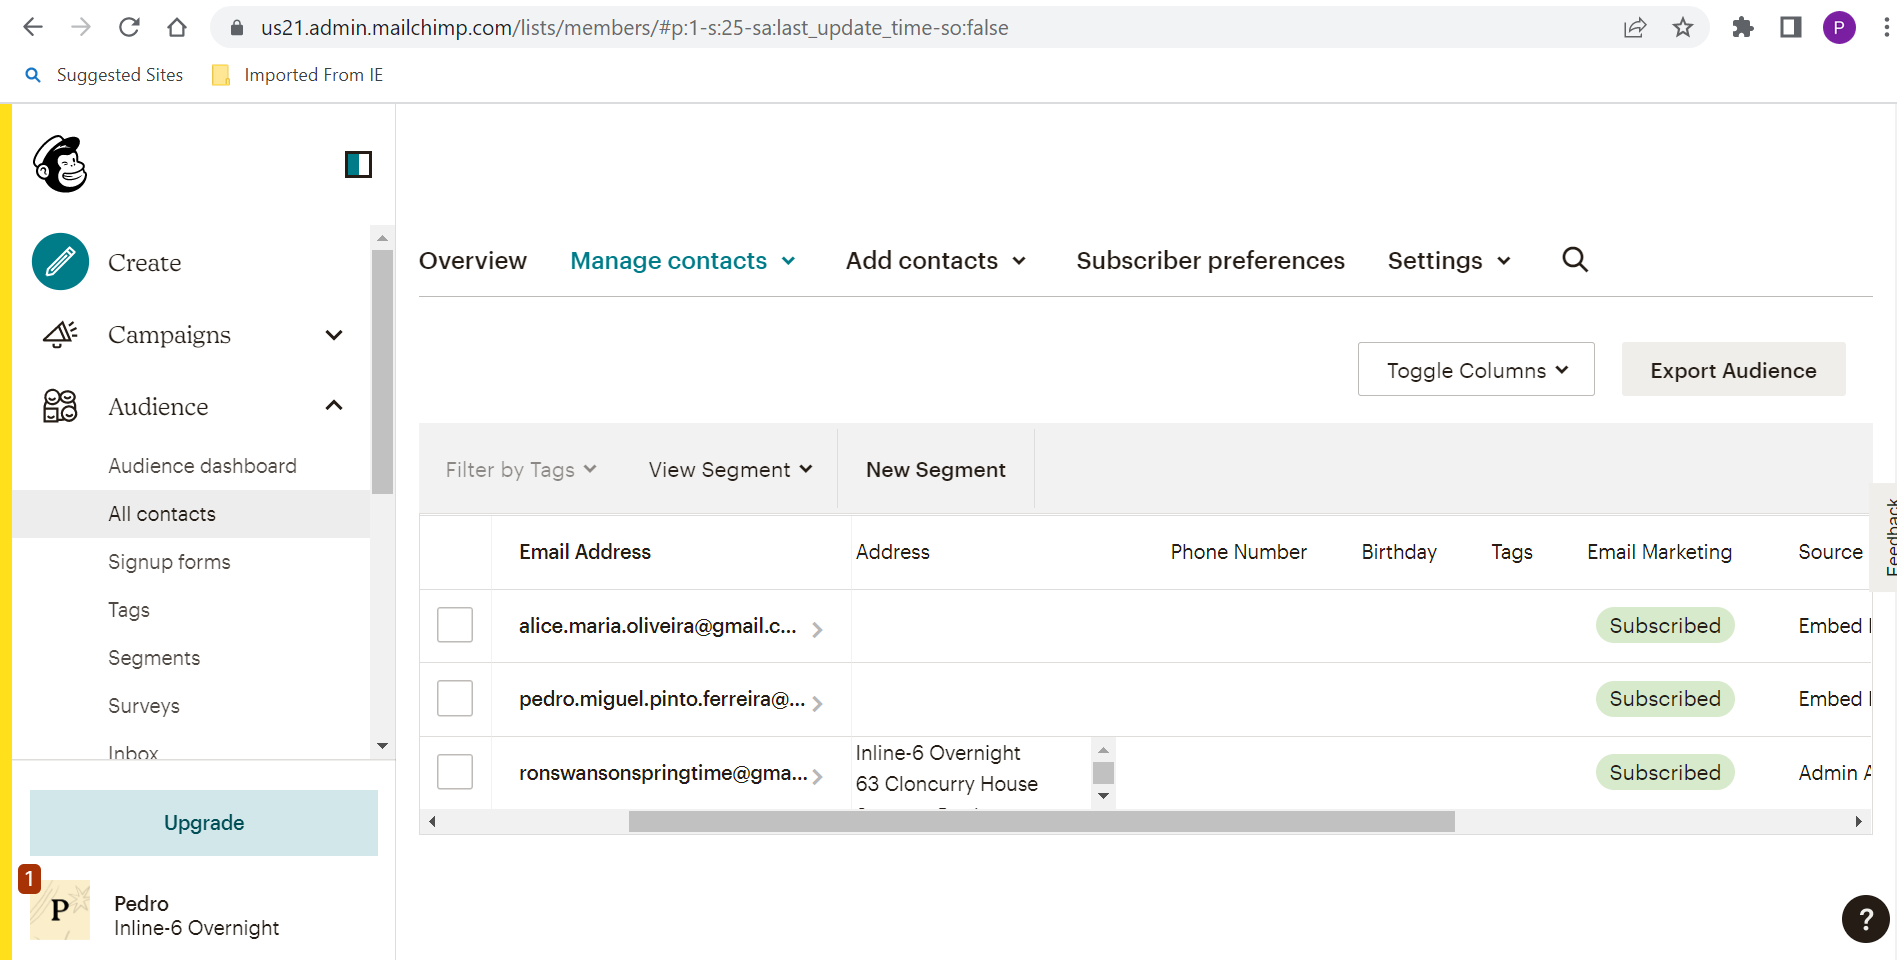 us21.admin.mailchimp.com/lists/members/#p:1-s:25-sa:last_update_time-so:false
P
Suggested Sites Imported From IE
Create
Campaigns
Audience
Audience dashboard
All contacts
Signup forms
Tags
Segments
Surveys
Inbox
Upgrade
1
P
Pedro
Inline-6 Overnight
Overview Manage contacts Add contacts Subscriber preferences Settings
Toggle Columns Export Audience
Filter by Tags View Segment New Segment
Email Address Address Phone Number Birthday Tags Email Marketing Source
alice.maria.oliveira@gmail.c... Subscribed Embed
pedro.miguel.pinto.ferreira@... Subscribed Embed
ronswansonspringtime@gma... Inline-6 Overnight
63 Cloncurry House
Subscribed Admin A
Feedback
?